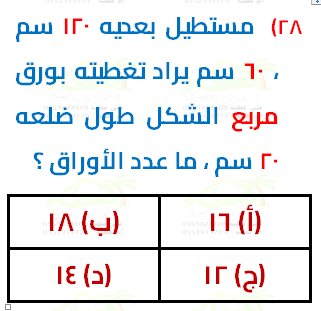 ٢٨) مستطيل بعديه ١٢٠ سم
، ٦٠ سم يراد تغطيته بورق
مربع الشكل طول ضلعه
٢٠ سم ، ما عدد الأوراق ؟
(أ) ١٦
(ب) ١٨
(ج) ١٢
(د) ١٤